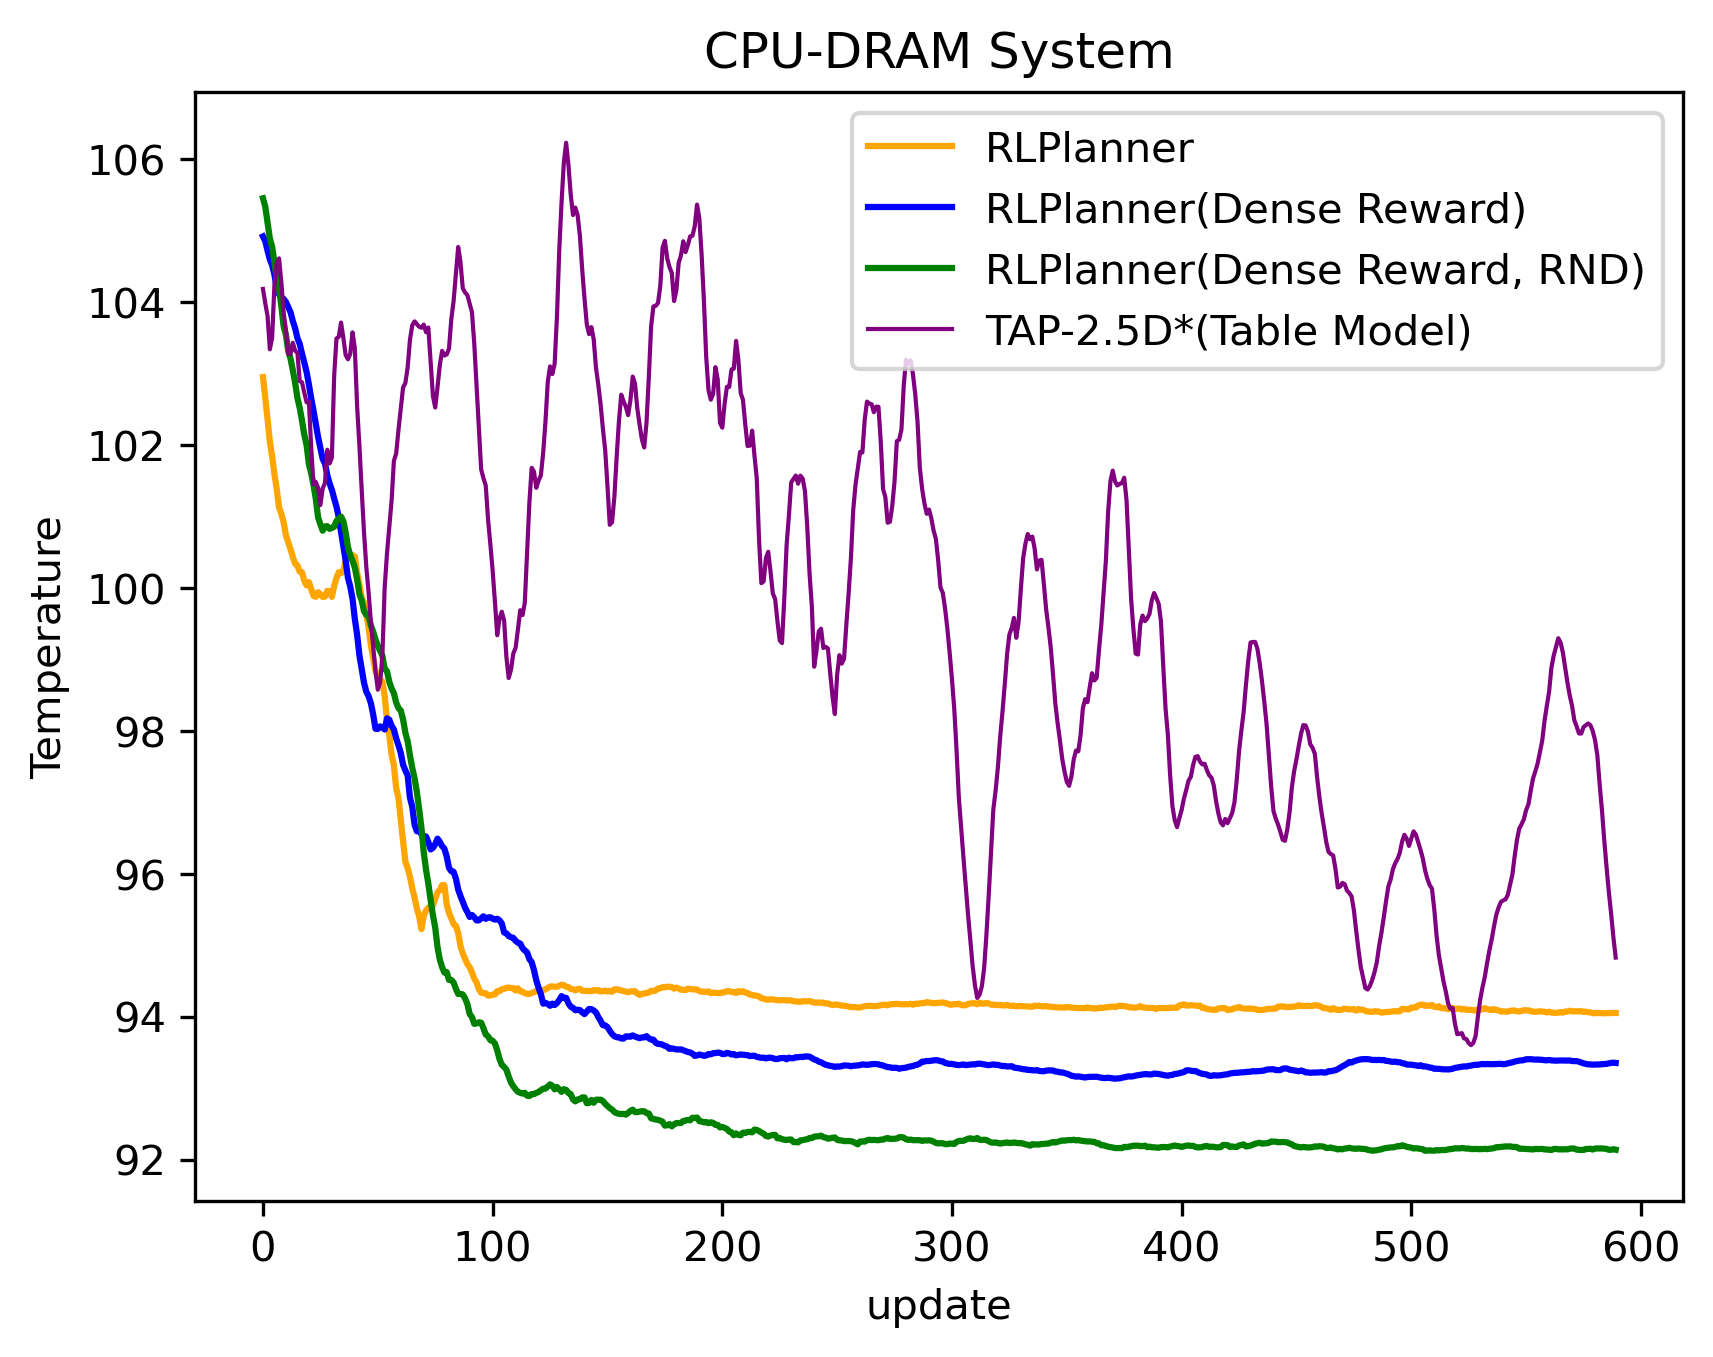 CPU-DRAM System
RLPlanner
RLPlanner(Dense Reward)
RLPlanner(Dense Reward, RND)
TAP-2.5D*(Table Model)
Temperature
106
104
102
100
98
96
94
92
0 100 200 300 400 500 600
update